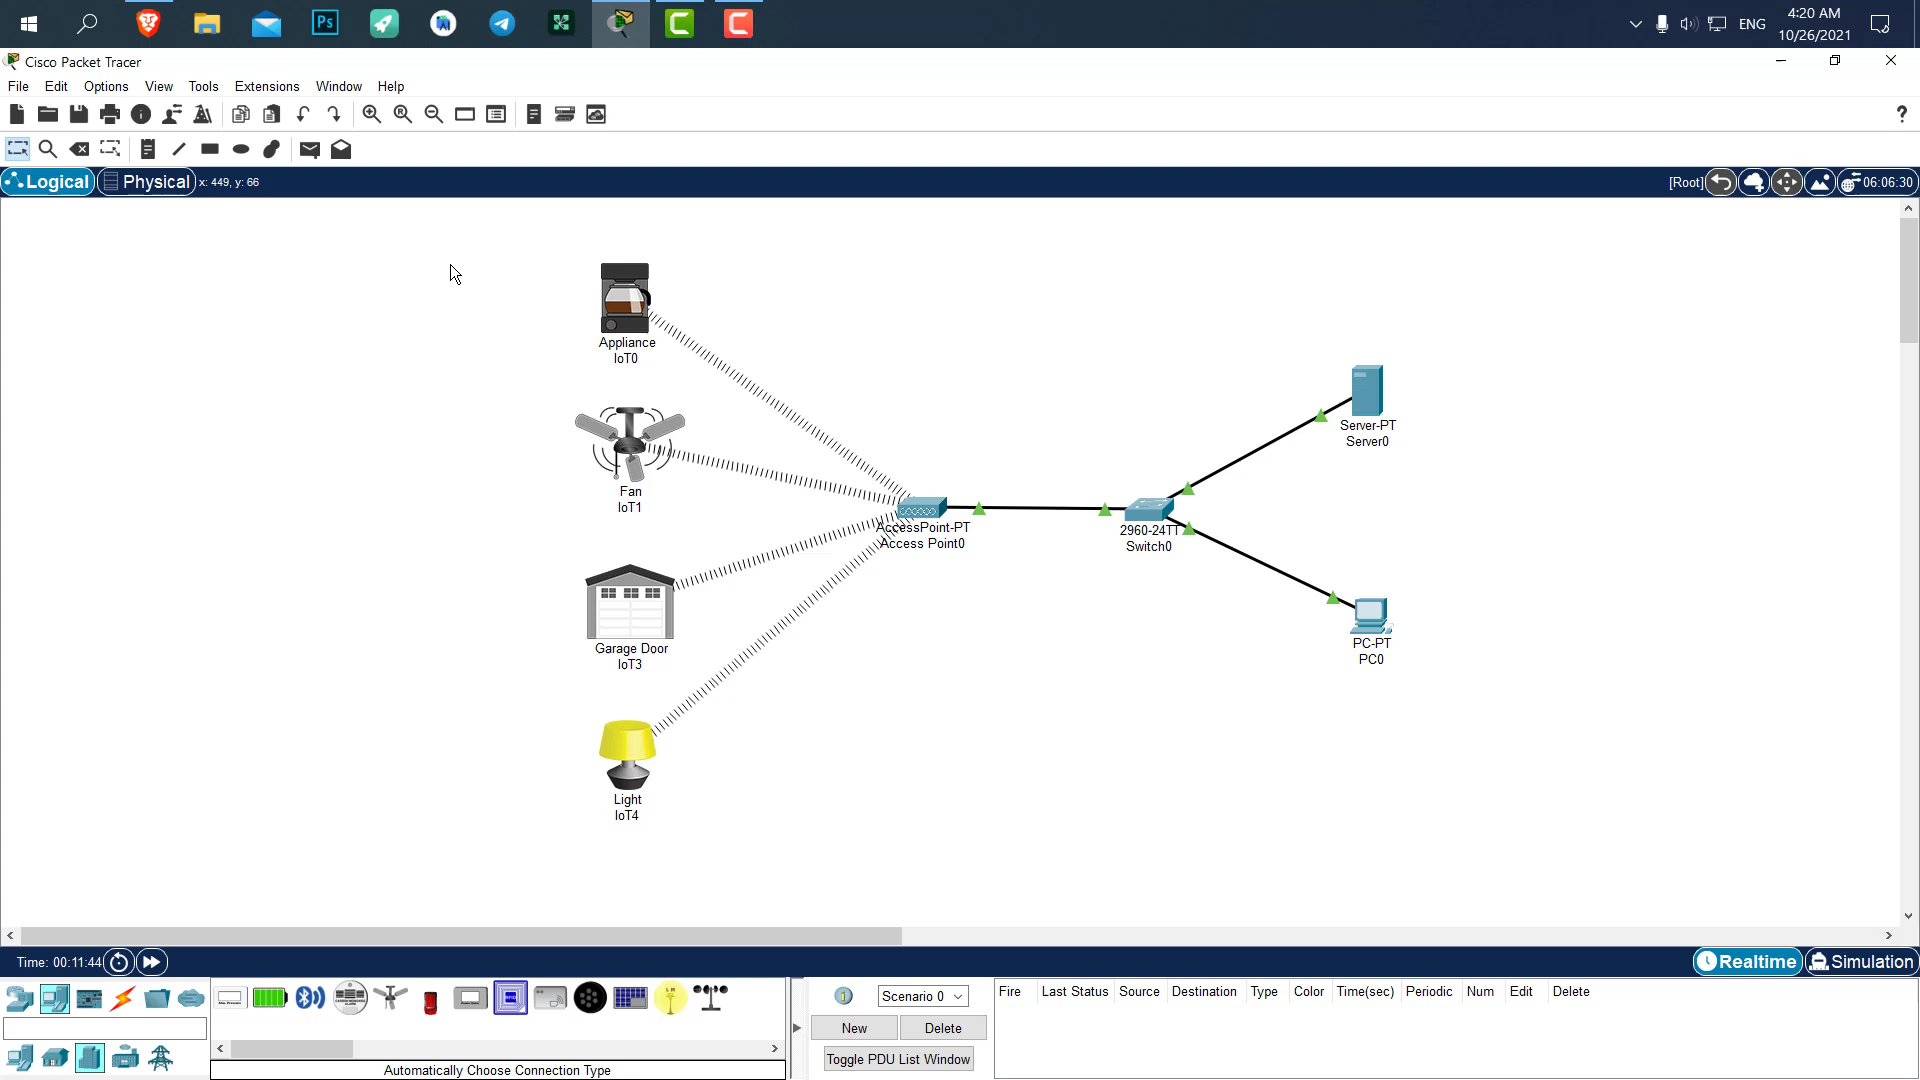 Ps
ENG
4:20 AM
10/26/2021
Cisco Packet Tracer
File Edit Options View Tools Extensions Window Help
?
Logical Physical x: 449, y: 66
[Root] 06:06:30
Appliance
IoT0
Fan
IoT1
Garage Door
IoT3
Light
IoT4
AccessPoint-PT
Access Point0
2960-24TT
Switch0
Server-PT
Server0
PC-PT
PC0
Time: 00:11:44
Realtime Simulation
Scenario 0
New Delete
Toggle PDU List Window
Fire Last Status Source Destination Type Color Time(sec) Periodic Num Edit Delete
Automatically Choose Connection Type